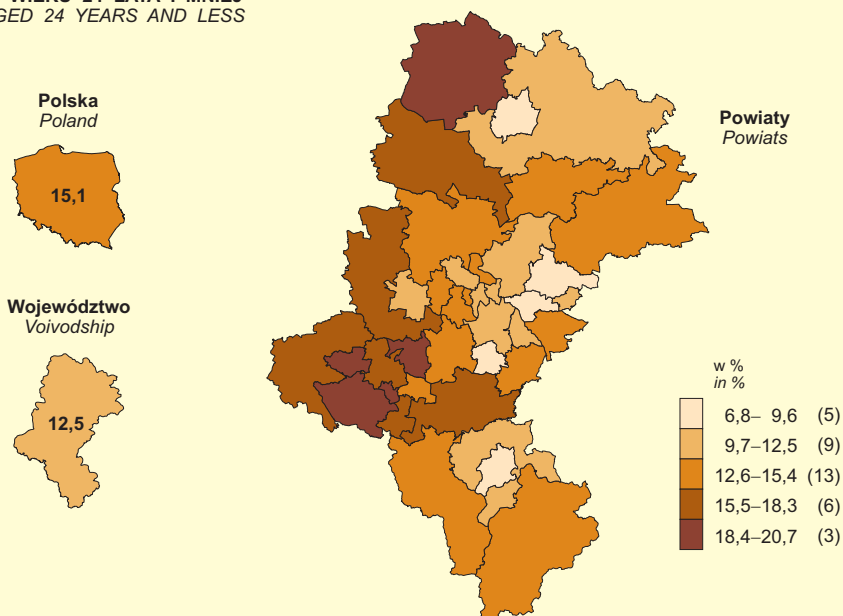 AGED 24 YEARS AND LESS
Polska
Poland
15,1
Województwo
Voivodship
12,5
Powiaty
Powiats
w %
in %
6,8– 9,6 (5)
9,7–12,5 (9)
12,6–15,4 (13)
15,5–18,3 (6)
18,4–20,7 (3)